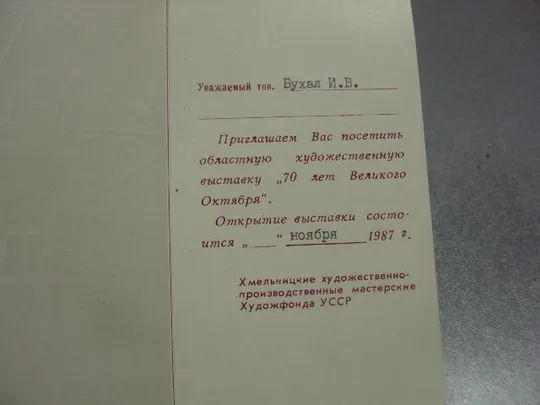 Уважаемый тов. Бухал И.В.
Приглашаем Вас посетить
областную художественную
выставку „70 лет Великого
Октября".
Открытие выставки состо-
ится „___" ноября 1987 г.
Хмельницкие художественно-
производственные мастерские
Художфонда УССР